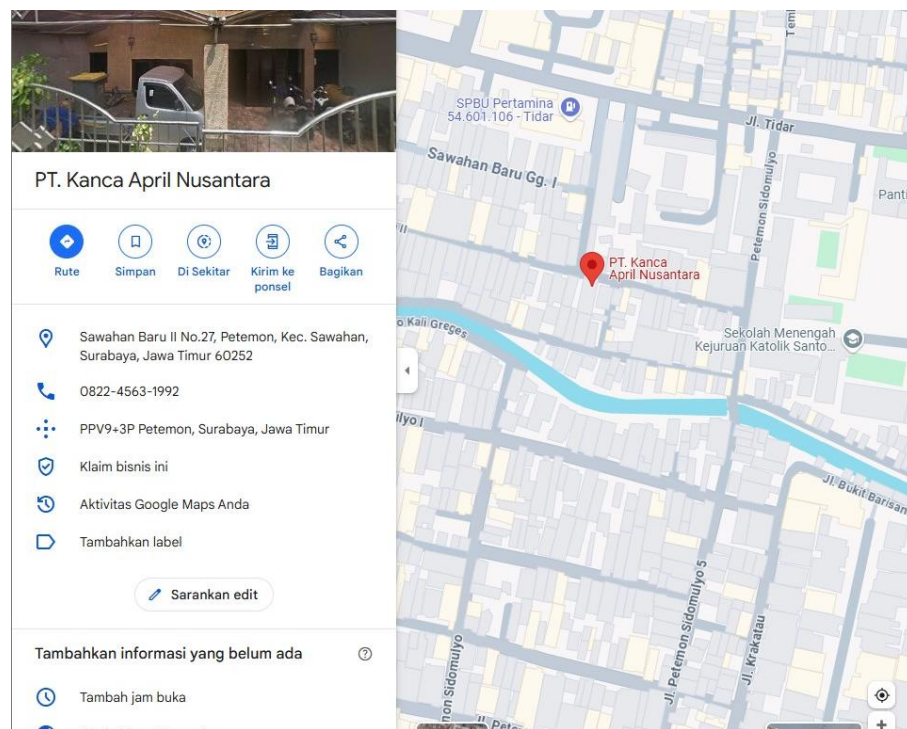 PT. Kanca April Nusantara
Rute
Simpan
Di Sekitar
Kirim ke
ponsel
Bagikan
Sawahan Baru II No.27, Petemon, Kec. Sawahan,
Surabaya, Jawa Timur 60252
0822-4563-1992
PPV9+3P Petemon, Surabaya, Jawa Timur
Klaim bisnis ini
Aktivitas Google Maps Anda
Tambahkan label
Sarankan edit
Tambahkan informasi yang belum ada
Tambah jam buka
SPBU Pertamina
54.601.106 - Tidar
Jl. Tidar
Sawahan Baru Gg. I
Petemon Sidomulyo
Panti
PT. Kanca
April Nusantara
o Kali Greges
Sekolah Menengah
Kejuruan Katolik Santo...
Jl. Bukit Barisan
Jl. Petemon Sidomulyo 5
Jl. Krakatau
mon Sidomulyo